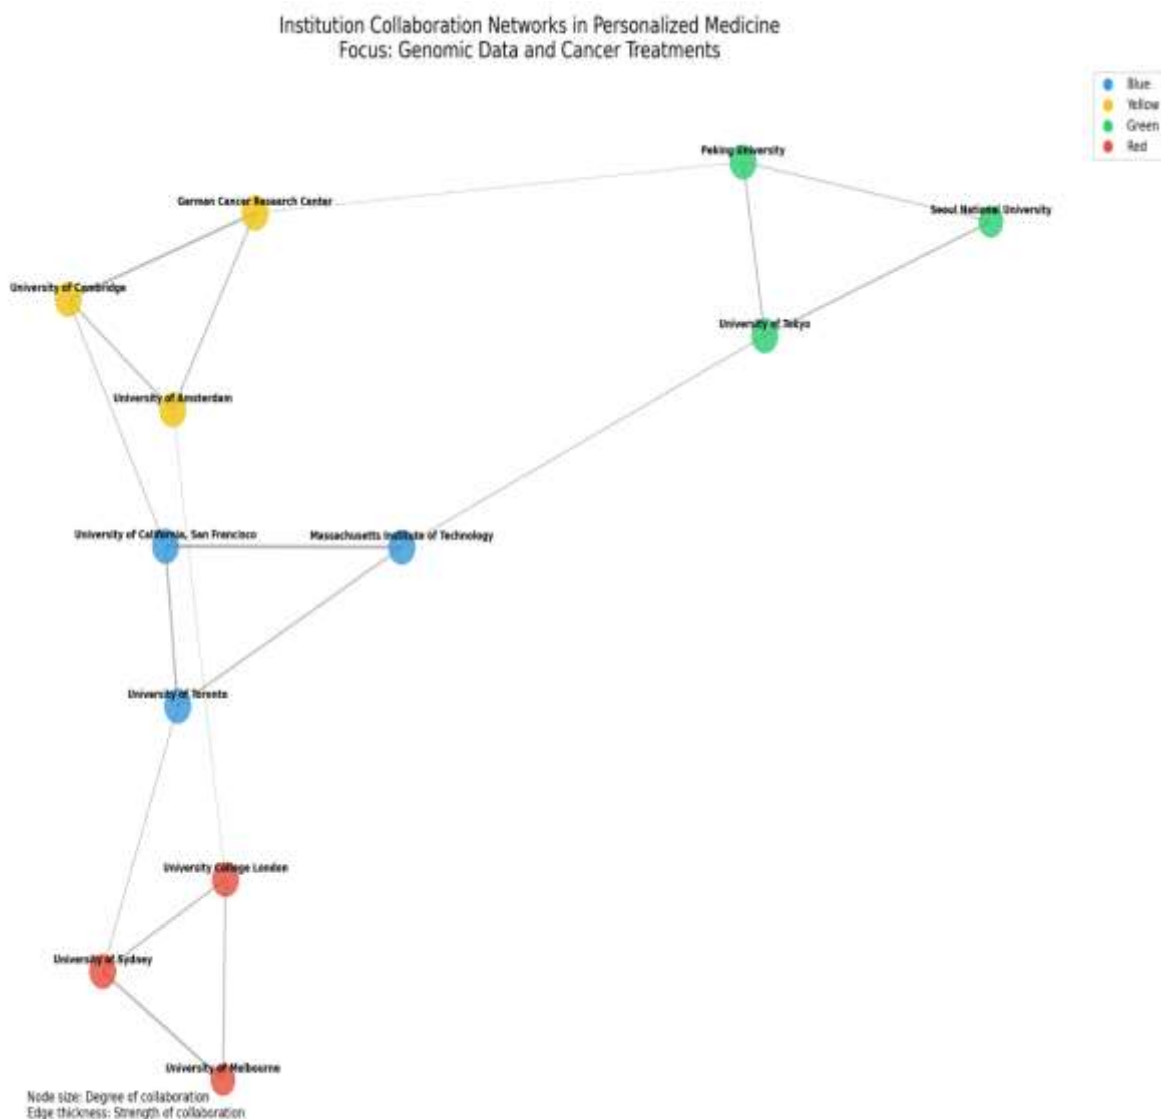 Institution Collaboration Networks in Personalized Medicine
Focus: Genomic Data and Cancer Treatments
Blue
Yellow
Green
Red
Peking University
German Cancer Research Center
Seoul National University
University of Cambridge
University of Tokyo
University of Amsterdam
University of California, San Francisco
Massachusetts Institute of Technology
University of Toronto
University College London
University of Sydney
University of Melbourne
Node size: Degree of collaboration
Edge thickness: Strength of collaboration